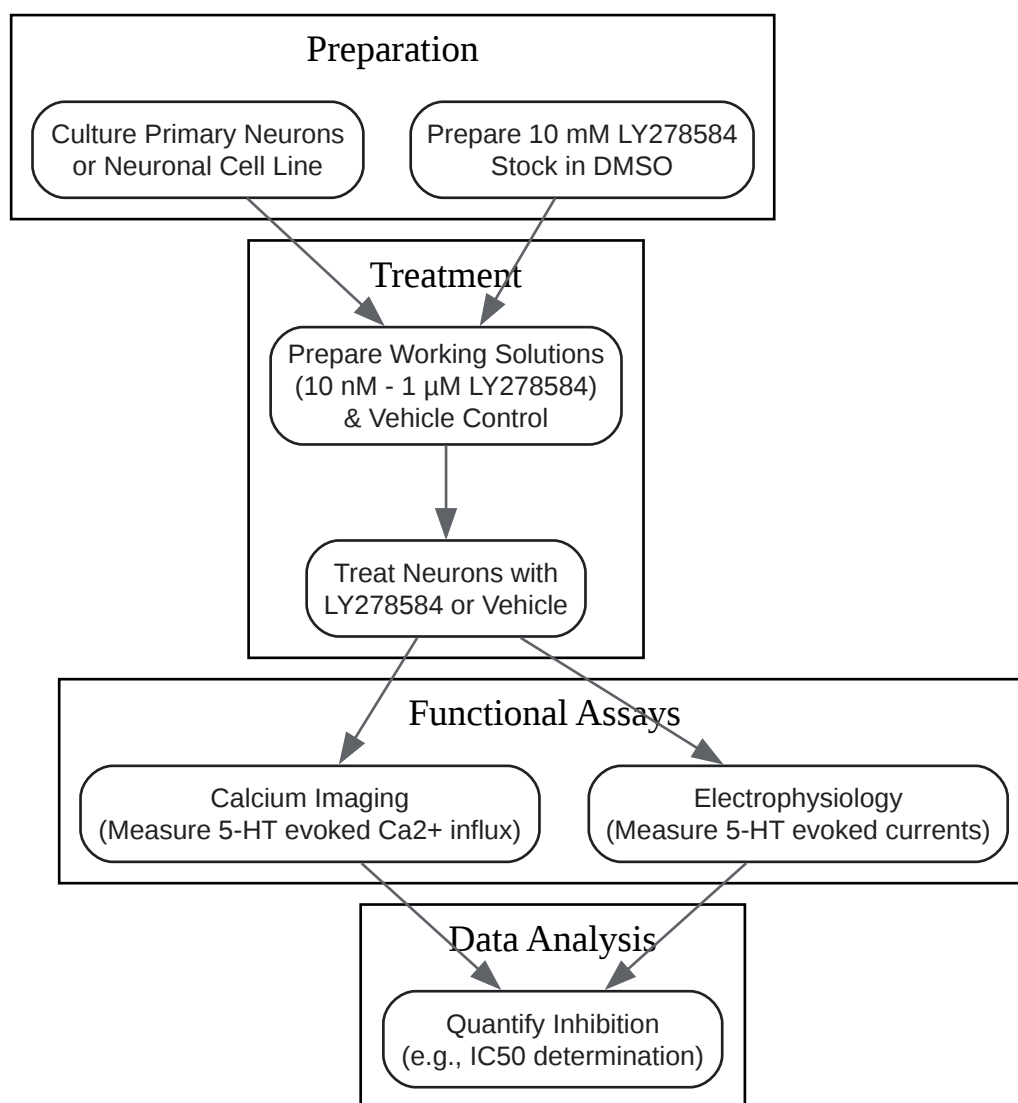 Preparation
Culture Primary Neurons
or Neuronal Cell Line
Prepare 10 mM LY278584
Stock in DMSO
Treatment
Prepare Working Solutions
(10 nM - 1 µM LY278584)
& Vehicle Control
Treat Neurons with
LY278584 or Vehicle
Functional Assays
Calcium Imaging
(Measure 5-HT evoked Ca2+ influx)
Electrophysiology
(Measure 5-HT evoked currents)
Data Analysis
Quantify Inhibition
(e.g., IC50 determination)